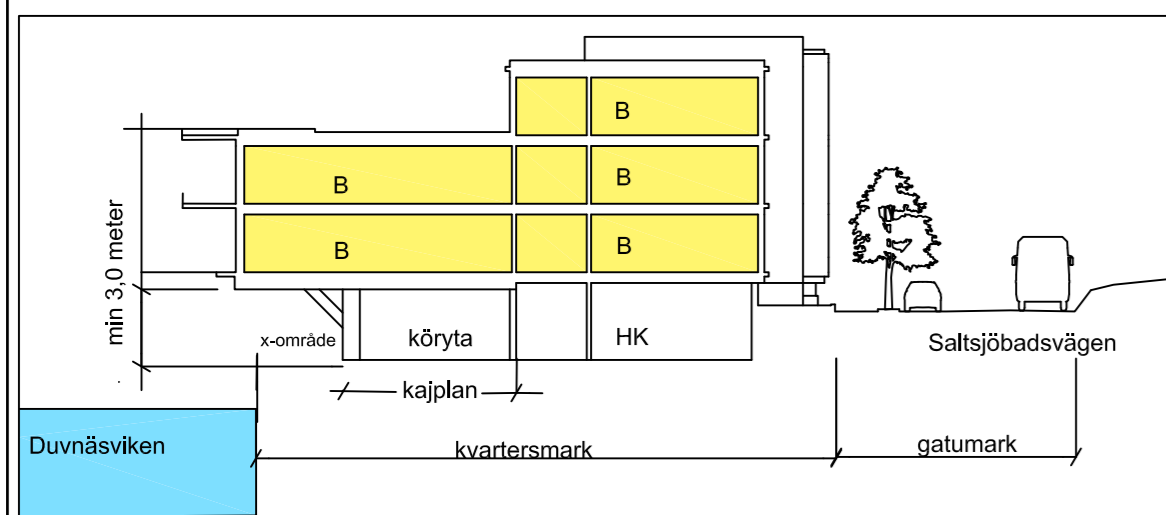 B
B
B
B
B
min 3,0 meter
x-område
köryta
HK
Saltsjöbadsvägen
kajplan
Duvnäsviken
kvartersmark
gatumark